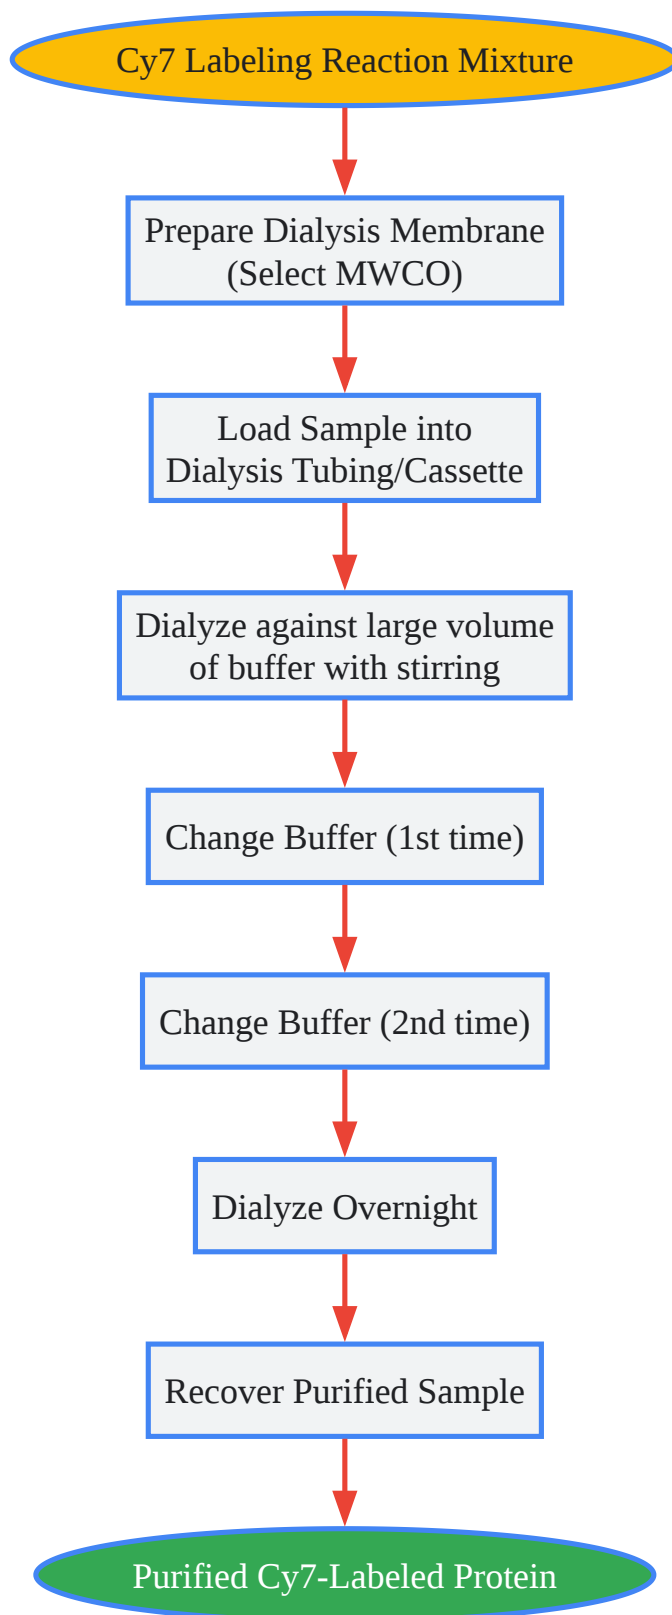 Cy7 Labeling Reaction Mixture
Prepare Dialysis Membrane
(Select MWCO)
Load Sample into
Dialysis Tubing/Cassette
Dialyze against large volume
of buffer with stirring
Change Buffer (1st time)
Change Buffer (2nd time)
Dialyze Overnight
Recover Purified Sample
Purified Cy7-Labeled Protein